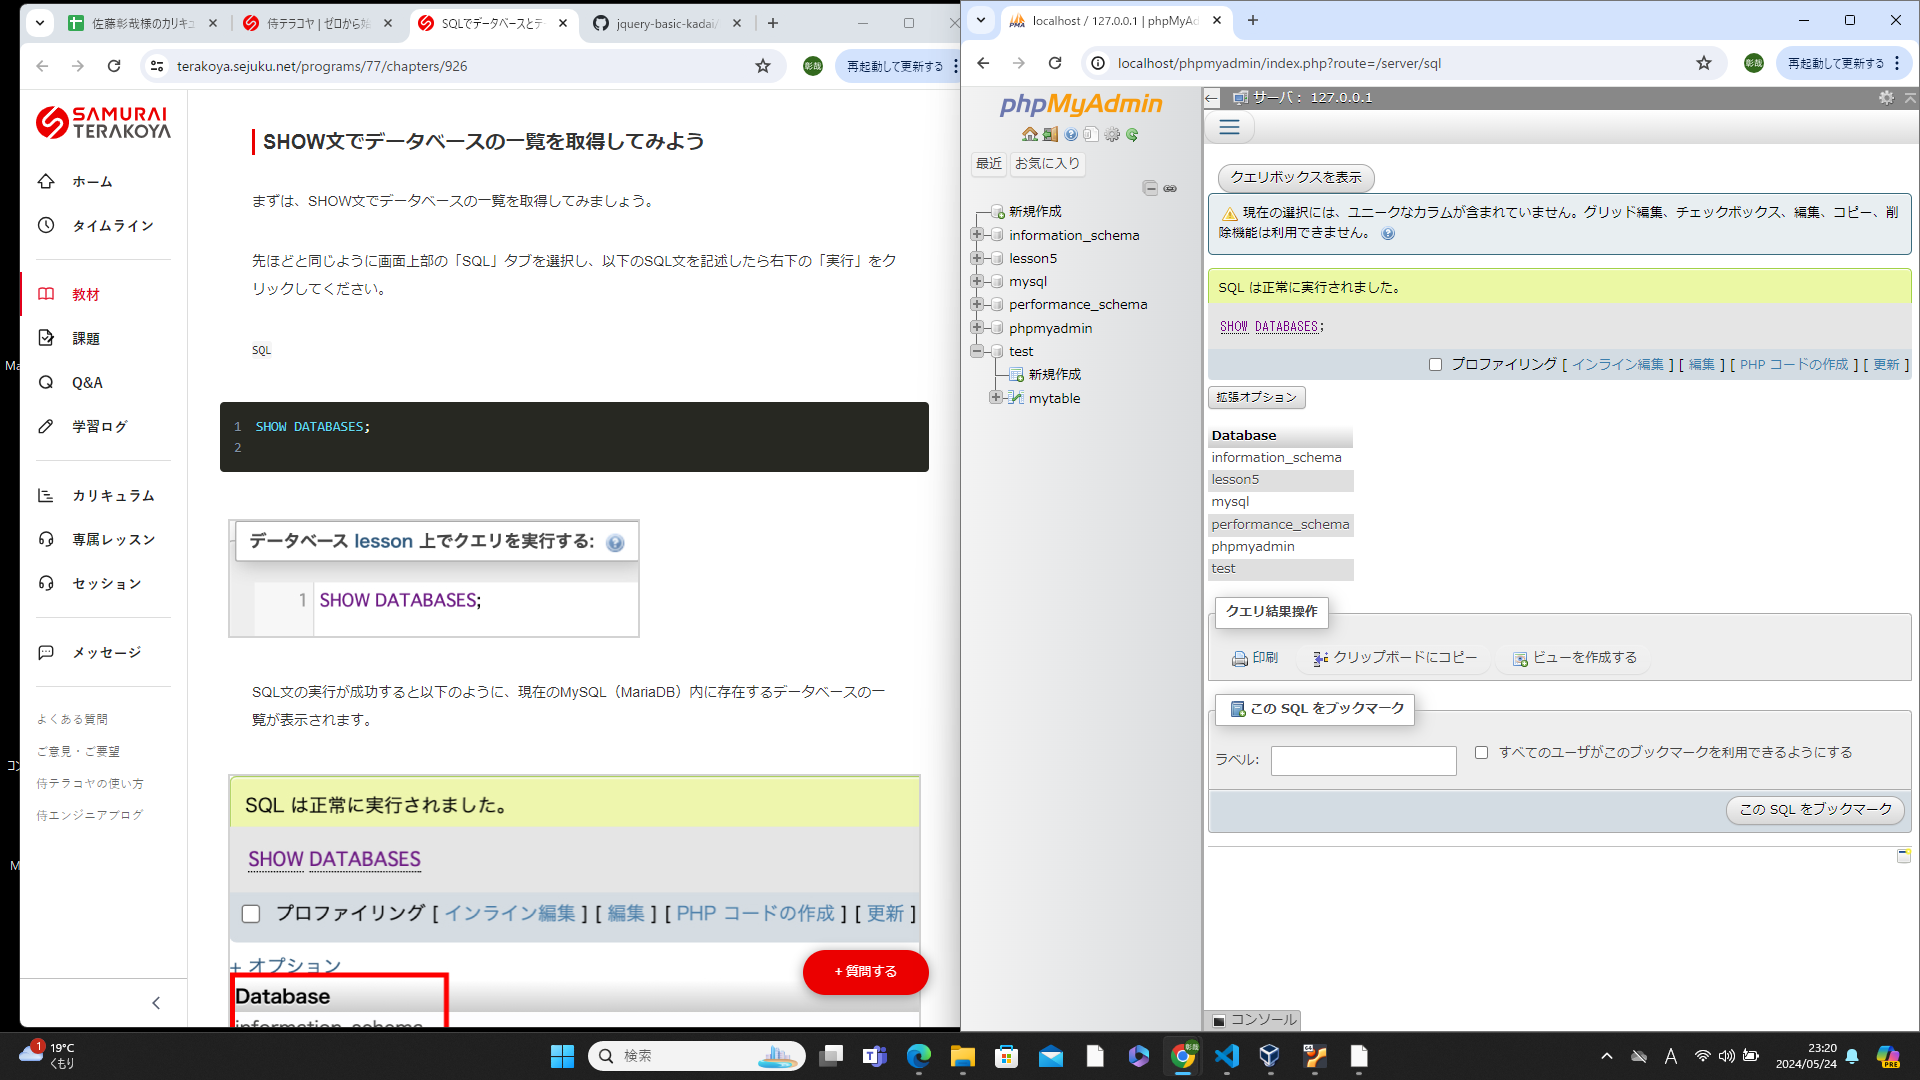 佐藤彰哉様のカリキュ
侍テラコヤ | ゼロから始
SQLでデータベースとテー
jquery-basic-kadai/
terakoya.sejuku.net/programs/77/chapters/926
彰哉
再起動して更新する
SAMURAI
TERAKOYA
ホーム
タイムライン
教材
課題
Q&A
学習ログ
カリキュラム
専属レッスン
セッション
メッセージ
よくある質問
ご意見・ご要望
侍テラコヤの使い方
侍エンジニアブログ
SHOW文でデータベースの一覧を取得してみよう
まずは、SHOW文でデータベースの一覧を取得してみましょう。
先ほどと同じように画面上部の「SQL」タブを選択し、以下のSQL文を記述したら右下の「実行」をク
リックしてください。
SQL
1 SHOW DATABASES;
2
データベース lesson 上でクエリを実行する:
1 SHOW DATABASES;
SQL文の実行が成功すると以下のように、現在のMySQL（MariaDB）内に存在するデータベースの一
覧が表示されます。
SQL は正常に実行されました。
SHOW DATABASES
プロファイリング [ インライン編集 ] [ 編集 ] [ PHP コードの作成 ] [ 更新 ]
+ オプション
Database
information_schema
+ 質問する
localhost / 127.0.0.1 | phpMyAd
localhost/phpmyadmin/index.php?route=/server/sql
彰哉
再起動して更新する
phpMyAdmin
最近 お気に入り
新規作成
information_schema
lesson5
mysql
performance_schema
phpmyadmin
test
新規作成
mytable
サーバ： 127.0.0.1
クエリボックスを表示
現在の選択には、ユニークなカラムが含まれていません。グリッド編集、チェックボックス、編集、コピー、削
除機能は利用できません。
SQL は正常に実行されました。
SHOW DATABASES;
プロファイリング [ インライン編集 ] [ 編集 ] [ PHP コードの作成 ] [ 更新 ]
拡張オプション
Database
information_schema
lesson5
mysql
performance_schema
phpmyadmin
test
クエリ結果操作
印刷 クリップボードにコピー ビューを作成する
この SQL をブックマーク
ラベル: すべてのユーザがこのブックマークを利用できるようにする
この SQL をブックマーク
コンソール
Ma
コン
M
1
19°C
くもり
検索
彰哉
A
23:20
2024/05/24
PRE